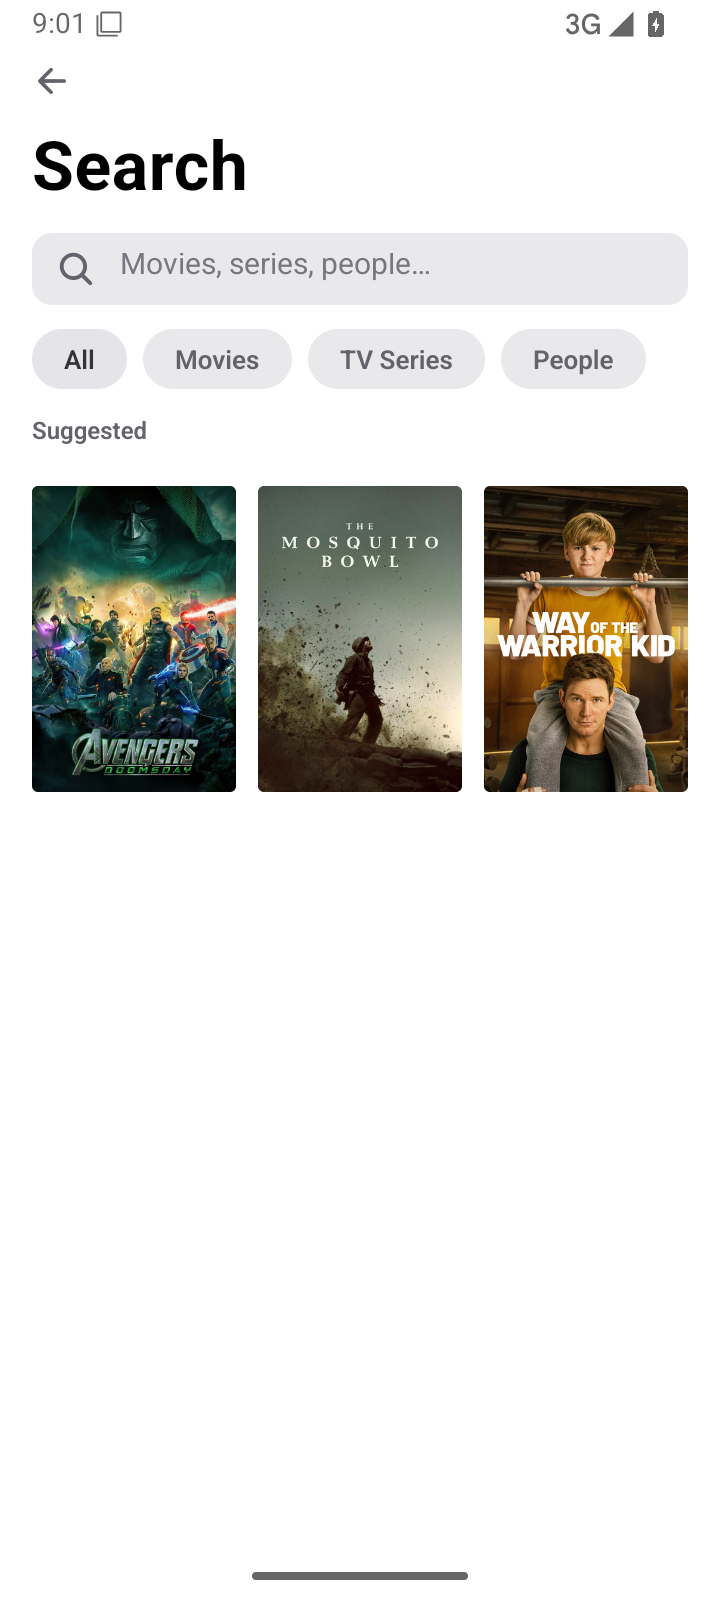 9:01
3G
Search
Movies, series, people...
All
Movies
TV Series
People
Suggested
AVENGERS
DOOMSDAY
THE
MOSQUITO
BOWL
WAY OF THE
WARRIOR KID